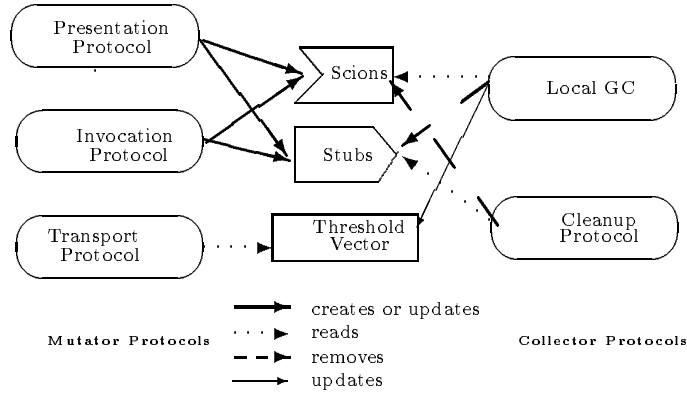 Presentation
Protocol
Scions
Local GC
Invocation
Protocol
Stubs
Transport
Protocol
Threshold
Vector
Cleanup
Protocol
creates or updates
reads
removes
updates
Mutator Protocols
Collector Protocols